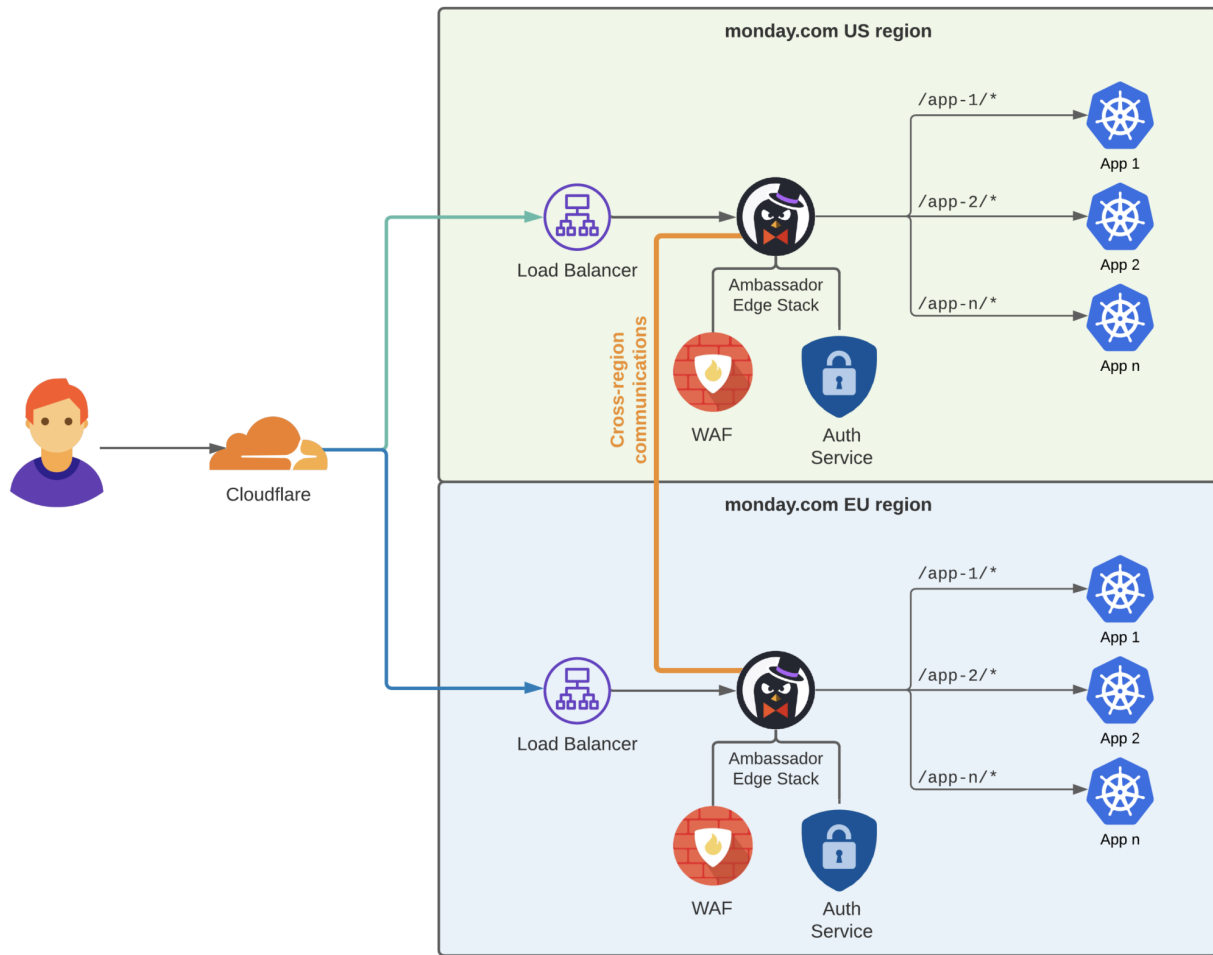 monday.com US region
/app-1/*
App 1
/app-2/*
App 2
/app-n/*
App n
Load Balancer
Ambassador
Edge Stack
WAF
Auth
Service
Cross-region
communications
Cloudflare
monday.com EU region
/app-1/*
App 1
/app-2/*
App 2
/app-n/*
App n
Load Balancer
Ambassador
Edge Stack
WAF
Auth
Service